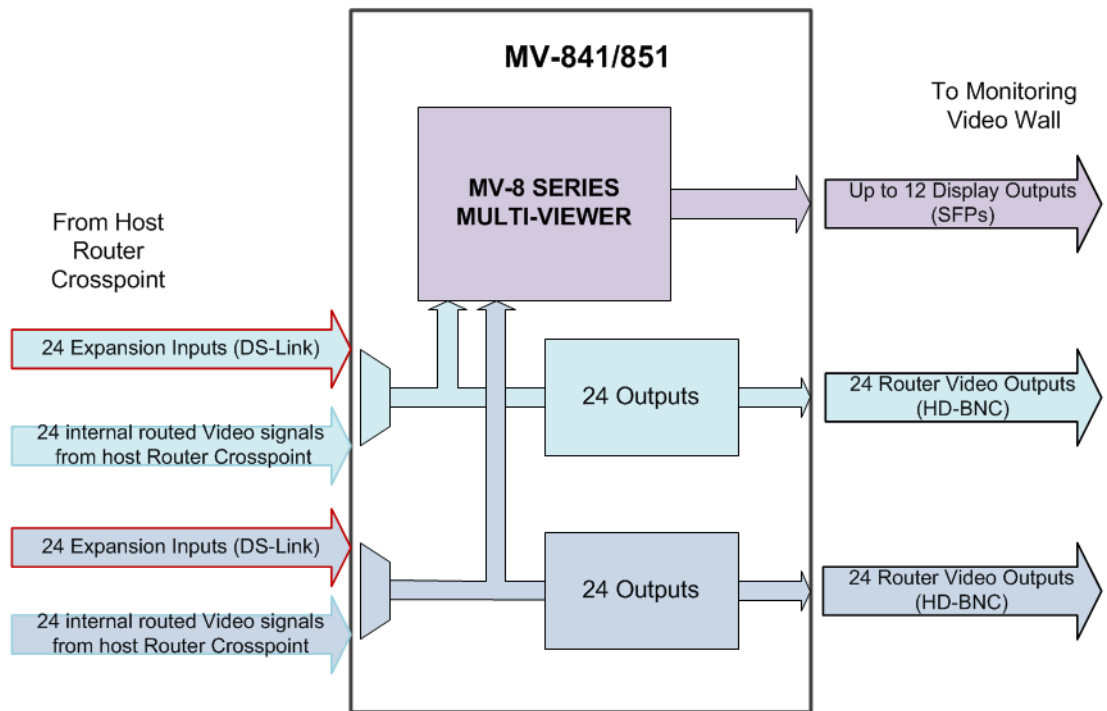 MV-841/851
To Monitoring
Video Wall
MV-8 SERIES
MULTI-VIEWER
Up to 12 Display Outputs
(SFPs)
From Host
Router
Crosspoint
24 Expansion Inputs (DS-Link)
24 internal routed Video signals
from host Router Crosspoint
24 Outputs
24 Router Video Outputs
(HD-BNC)
24 Expansion Inputs (DS-Link)
24 internal routed Video signals
from host Router Crosspoint
24 Outputs
24 Router Video Outputs
(HD-BNC)